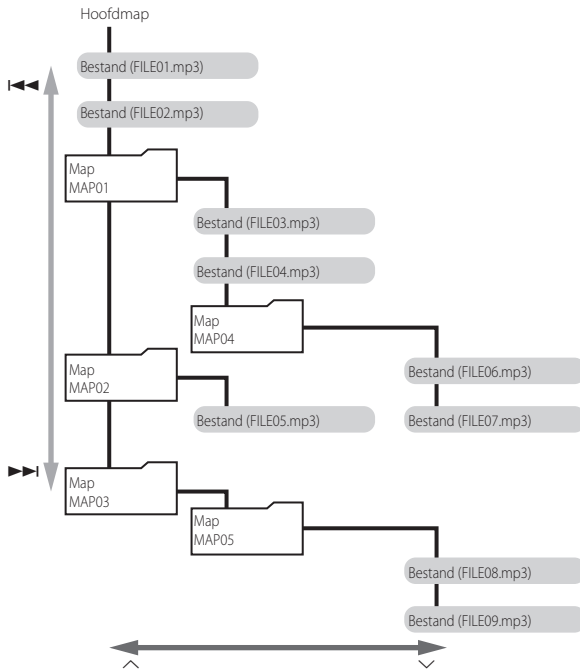 Hoofdmap
Bestand (FILE01.mp3)
Bestand (FILE02.mp3)
Map
MAP01
Bestand (FILE03.mp3)
Bestand (FILE04.mp3)
Map
MAP04
Bestand (FILE06.mp3)
Bestand (FILE07.mp3)
Map
MAP02
Bestand (FILE05.mp3)
Map
MAP03
Map
MAP05
Bestand (FILE08.mp3)
Bestand (FILE09.mp3)